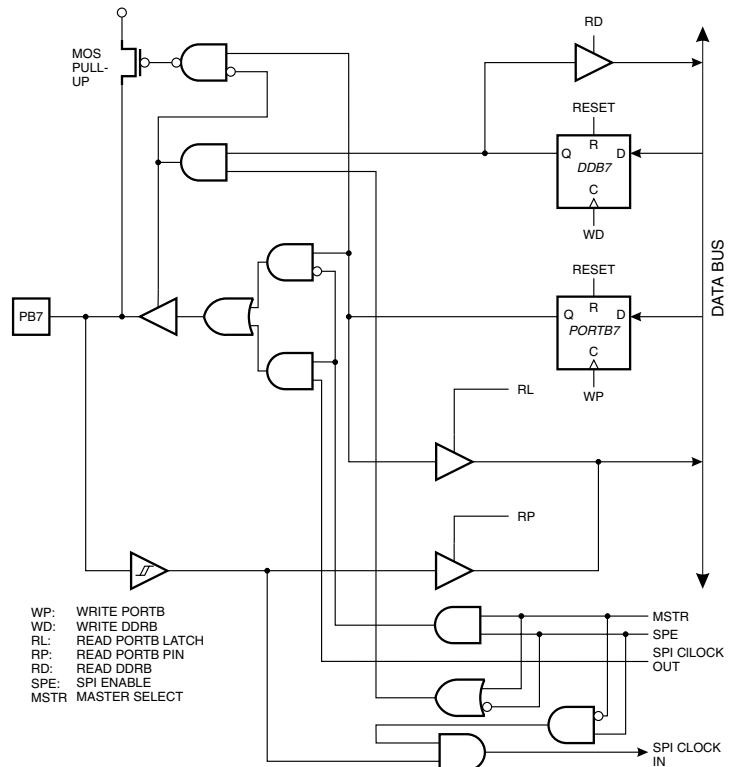 RD
MOS
PULL-
UP
RESET
R
Q
D
DDB7
C
WD
DATA BUS
RESET
R
Q
D
PORTB7
C
WP
PB7
RL
RP
WP: WRITE PORTB
WD: WRITE DDRB
RL: READ PORTB LATCH
RP: READ PORTB PIN
RD: READ DDRB
SPE: SPI ENABLE
MSTR MASTER SELECT
MSTR
SPE
SPI CILOCK
OUT
SPI CLOCK
IN